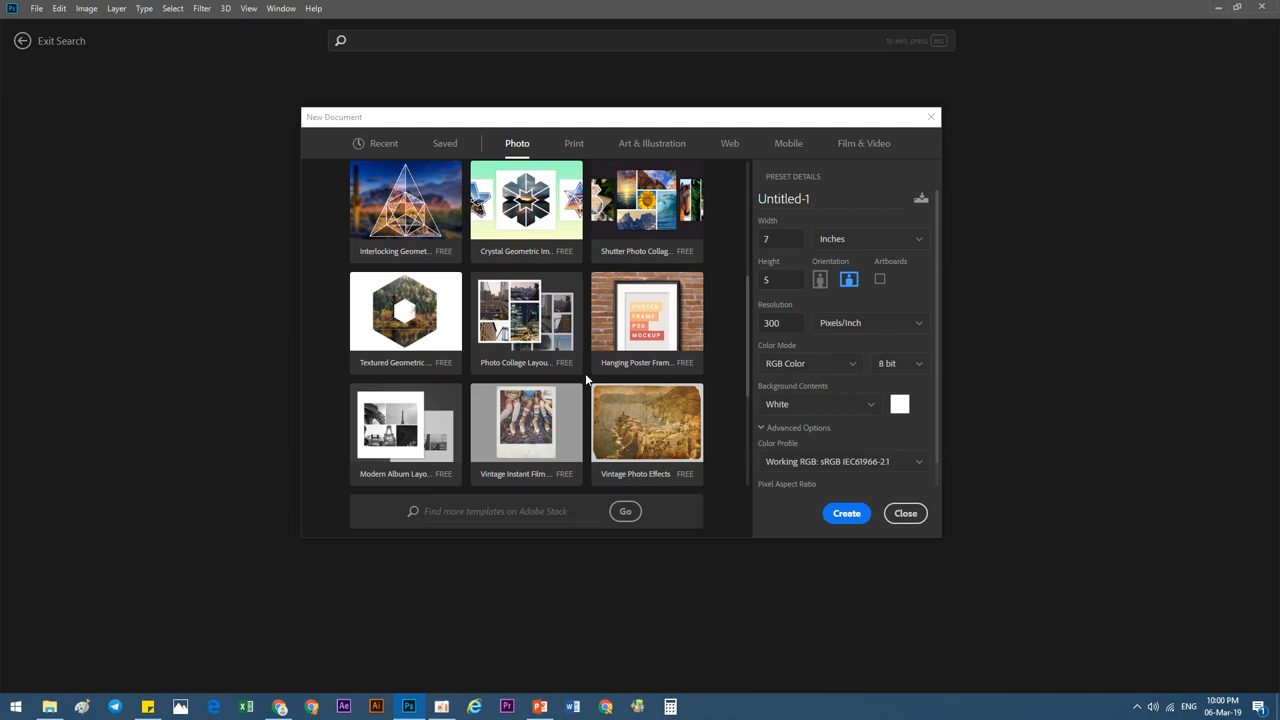 Ps File Edit Image Layer Type Select Filter 3D View Window Help
Exit Search
to exit, press esc
New Document
Recent Saved Photo Print Art & Illustration Web Mobile Film & Video
PRESET DETAILS
Untitled-1
Width
7 Inches
Interlocking Geomet... FREE Crystal Geometric Im... FREE Shutter Photo Collag... FREE
Height Orientation Artboards
5
Resolution
300 Pixels/Inch
POSTER
FRAME
PSD
MOCKUP
Color Mode
Textured Geometric ... FREE Photo Collage Layou... FREE Hanging Poster Fram... FREE
RGB Color 8 bit
Background Contents
White
Advanced Options
Color Profile
Working RGB: sRGB IEC61966-2.1
Modern Album Layo... FREE Vintage Instant Film ... FREE Vintage Photo Effects FREE
Pixel Aspect Ratio
Find more templates on Adobe Stock Go
Create Close
Ae Ai Ps Pr
ENG
10:00 PM
06-Mar-19
1